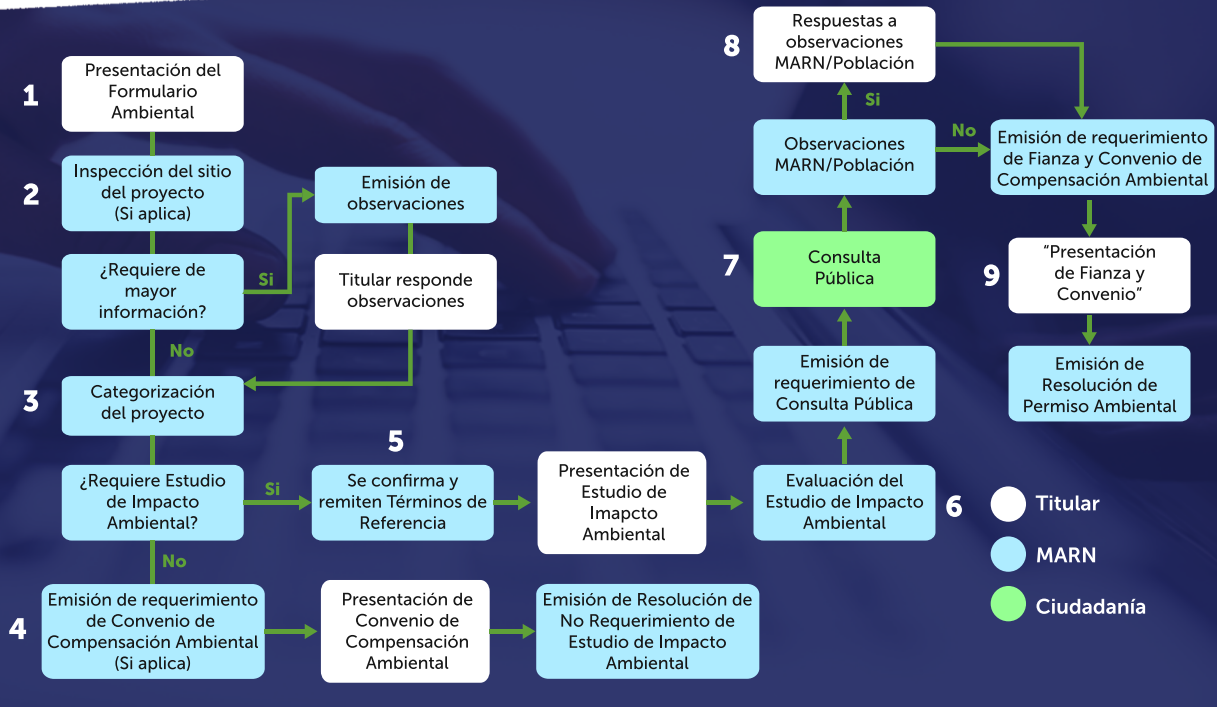 1
Presentación del
Formulario
Ambiental
2
Inspección del sitio
del proyecto
(Si aplica)
¿Requiere de
mayor
información?
Si
Emisión de
observaciones
Titular responde
observaciones
No
3
Categorización
del proyecto
¿Requiere Estudio
de Impacto
Ambiental?
Si
5
Se confirma y
remiten Términos de
Referencia
Presentación de
Estudio de
Imapcto
Ambiental
No
4
Emisión de requerimiento
de Convenio de
Compensación Ambiental
(Si aplica)
Presentación de
Convenio de
Compensación
Ambiental
Emisión de Resolución de
No Requerimiento de
Estudio de Impacto
Ambiental
6
Evaluación del
Estudio de Impacto
Ambiental
Emisión de
requerimiento de
Consulta Pública
7
Consulta
Pública
Observaciones
MARN/Población
Si
8
Respuestas a
observaciones
MARN/Población
No
Emisión de requerimiento
de Fianza y Convenio de
Compensación Ambiental
9
“Presentación
de Fianza y
Convenio”
Emisión de
Resolución de
Permiso Ambiental
Titular
MARN
Ciudadanía